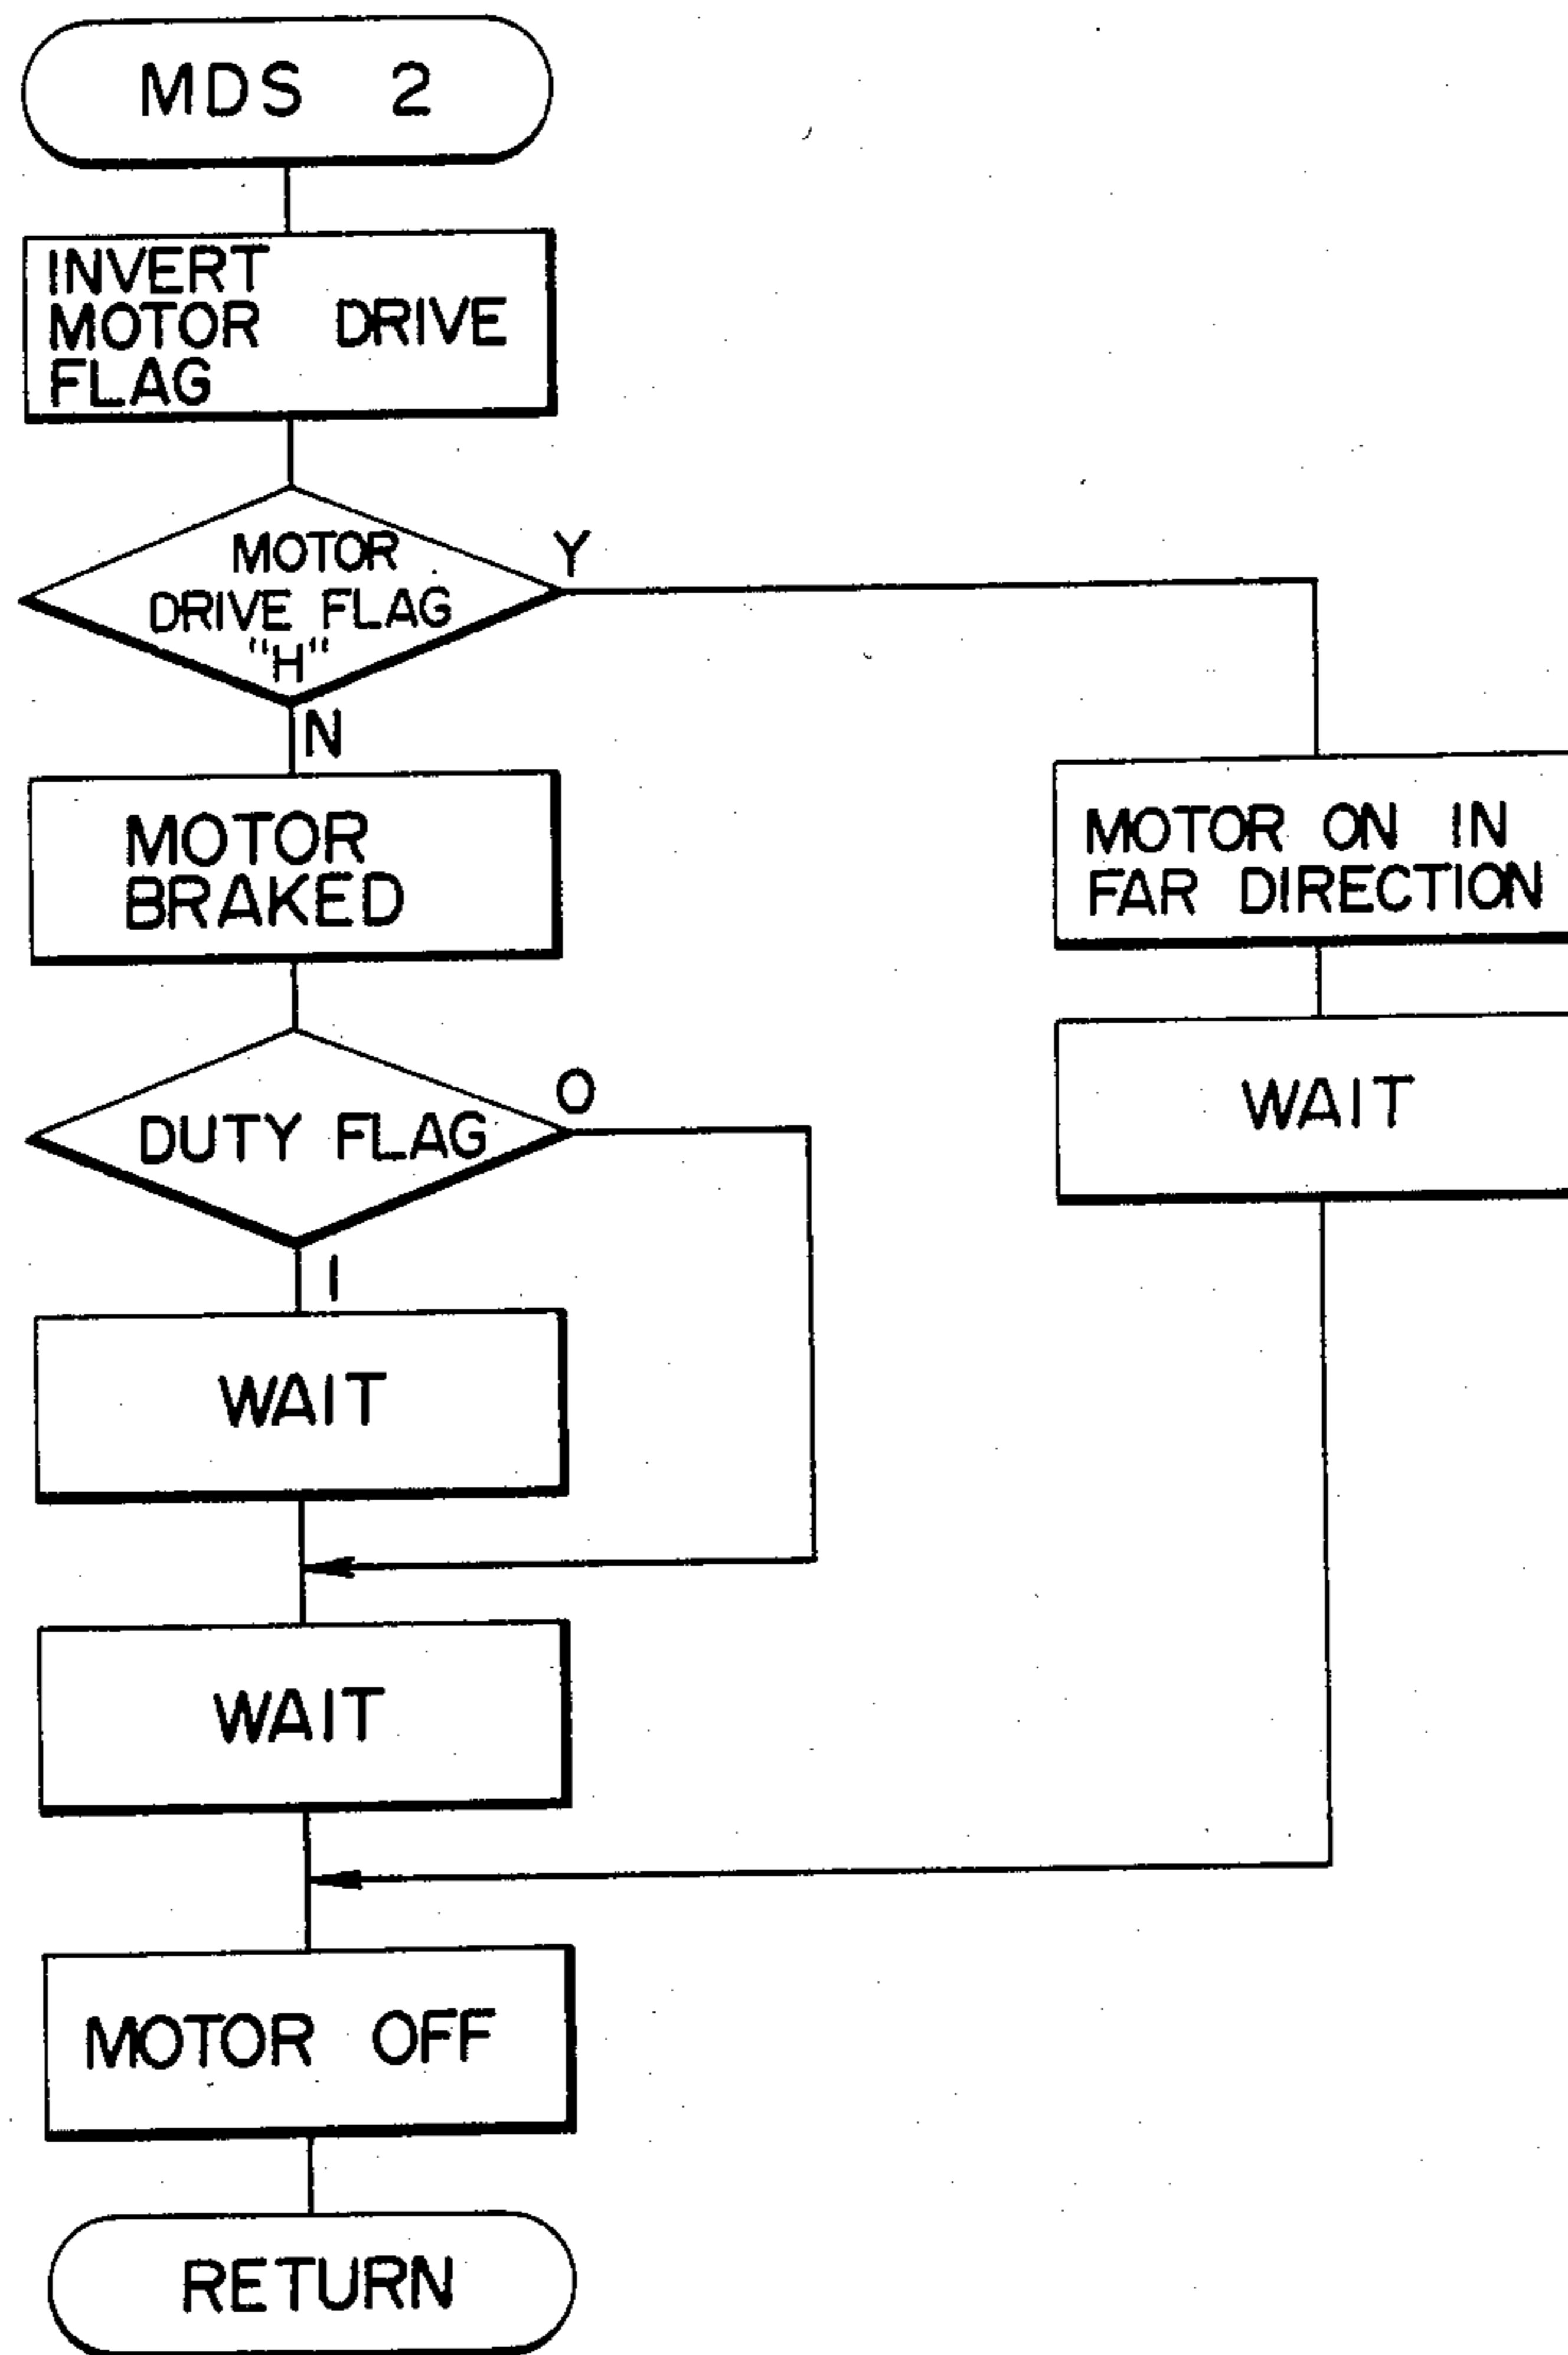 MDS 2
INVERT
MOTOR DRIVE
FLAG
MOTOR
DRIVE FLAG
"H"
Y
N
MOTOR
BRAKED
MOTOR ON IN
FAR DIRECTION
WAIT
DUTY FLAG
0
1
WAIT
WAIT
MOTOR OFF
RETURN